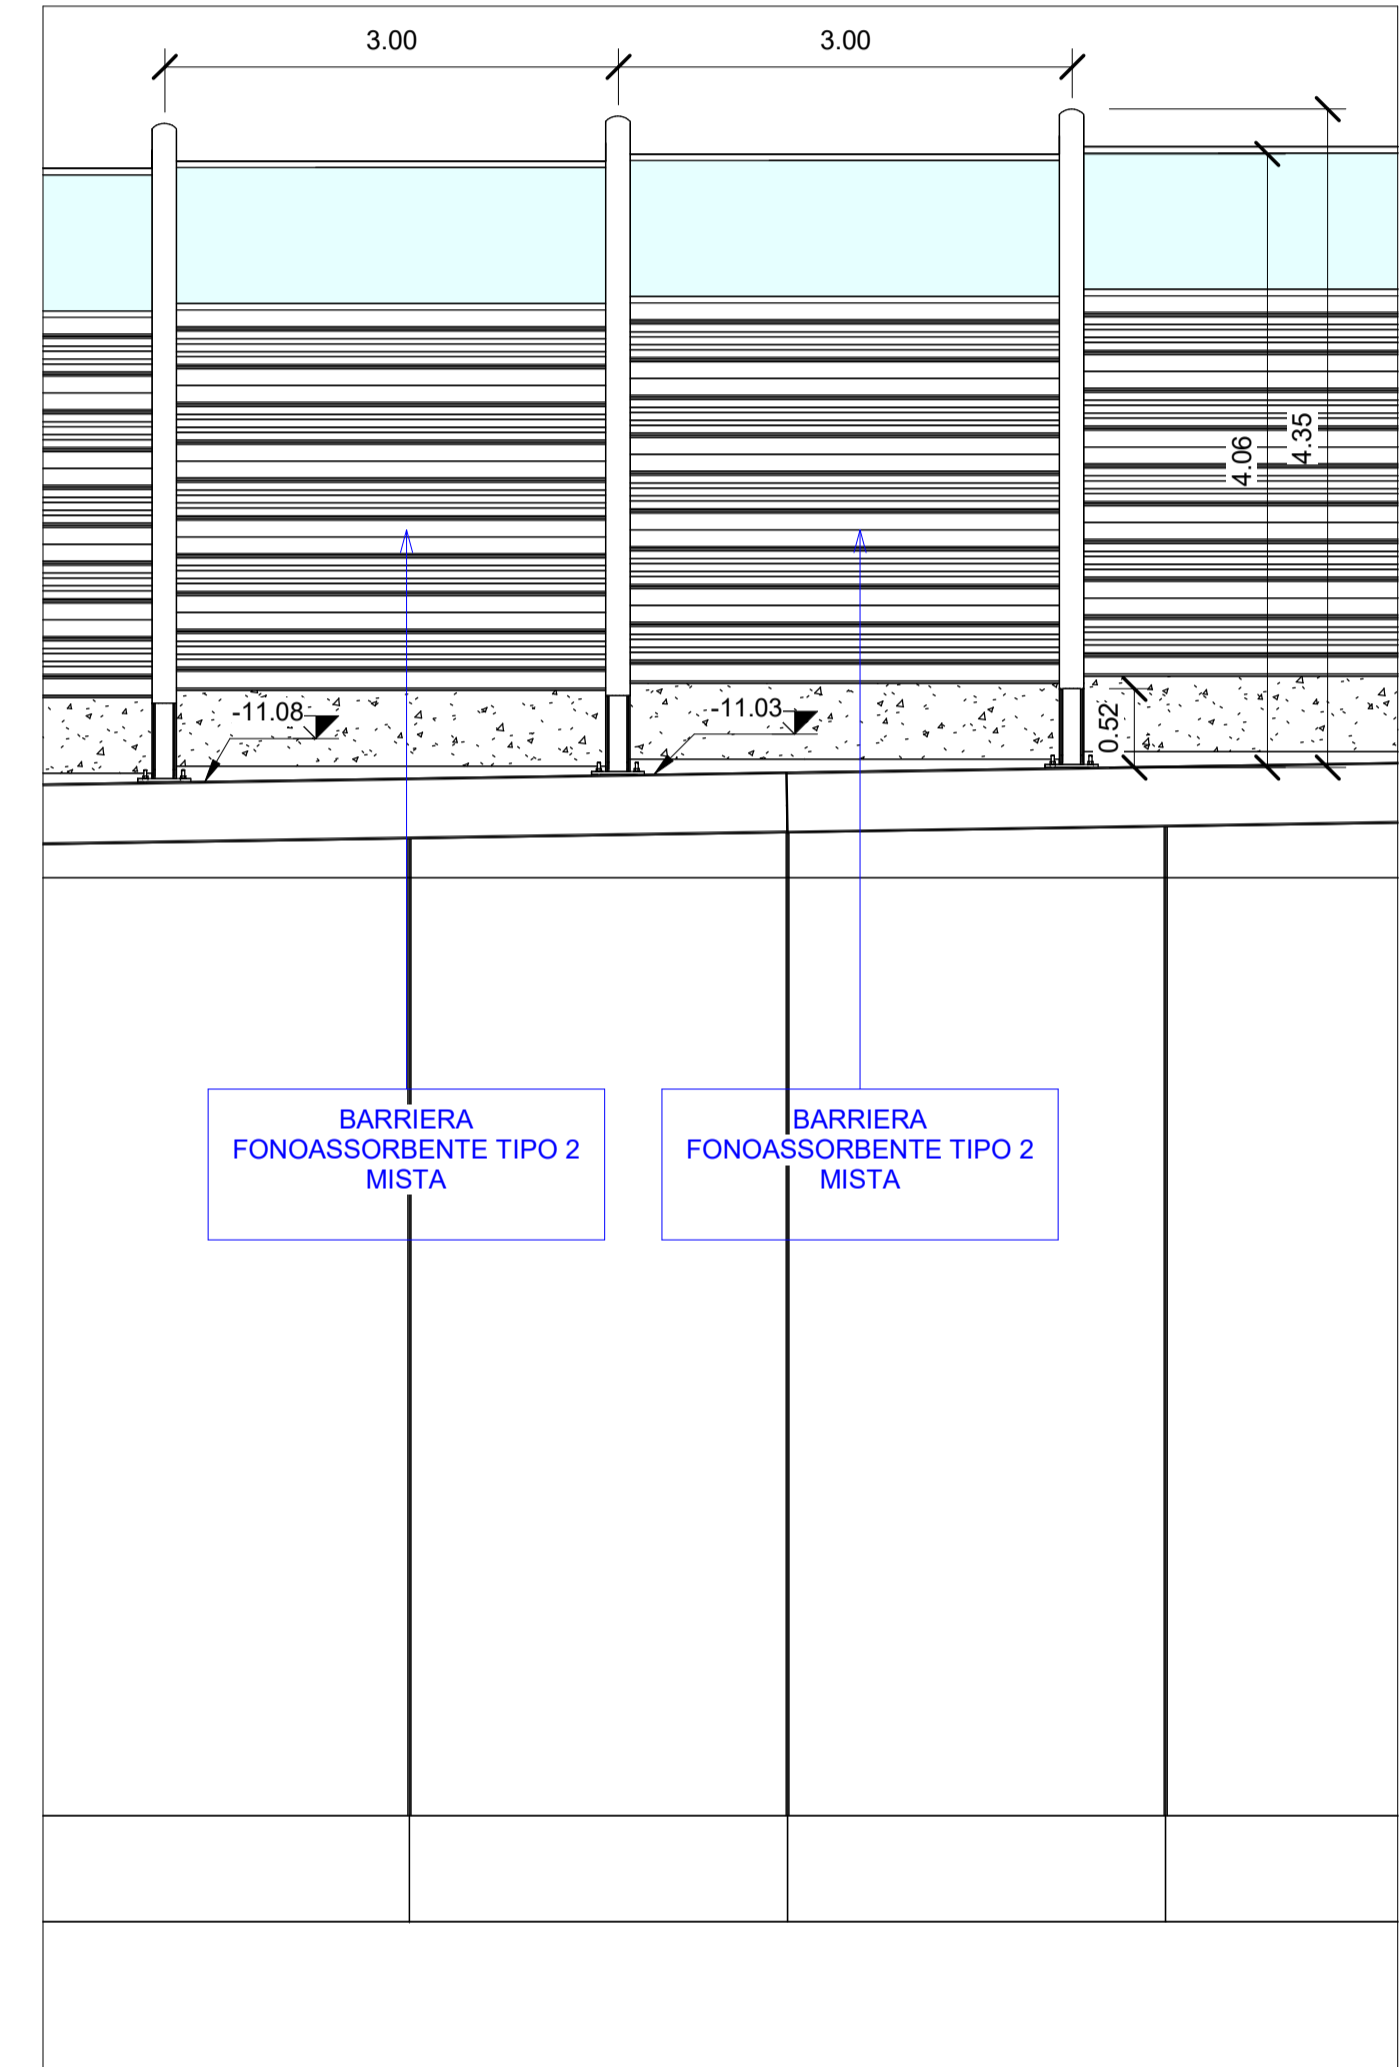 3.00
3.00
4.06
4.35
-11.08
-11.03
0.52
BARRIERA
FONOASSORBENTE TIPO 2
MISTA
BARRIERA
FONOASSORBENTE TIPO 2
MISTA